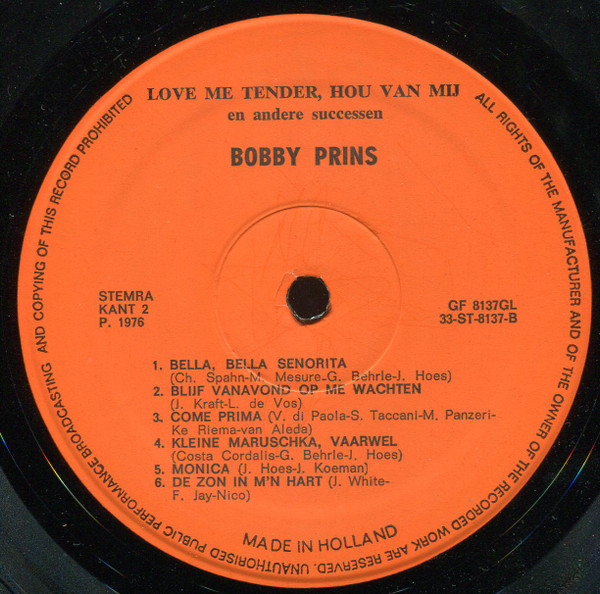 LOVE ME TENDER, HOU VAN MIJ
en andere successen
BOBBY PRINS
STEMRA
KANT 2
P. 1976
GF 8137GL
33-ST-8137-B
1. BELLA, BELLA SENORITA
(Ch. Spahn-M. Mesure-G. Behrle-J. Hoes)
2. BLIJF VANAVOND OP ME WACHTEN
(J. Kraft-L. de Vos)
3. COME PRIMA (V. di Paola-S. Taccani-M. Panzeri-
Ke Riema-van Aleda)
4. KLEINE MARUSCHKA, VAARWEL
(Costa Cordalis-G. Behrle-J. Hoes)
5. MONICA (J. Hoes-J. Koeman)
6. DE ZON IN M'N HART (J. White-
F. Jay-Nico)
MADE IN HOLLAND
ALL RIGHTS OF THE MANUFACTURER AND OF THE OWNER OF THE RECORDED WORK ARE RESERVED. UNAUTHORISED PUBLIC PERFORMANCE BROADCASTING AND COPYING OF THIS RECORD PROHIBITED